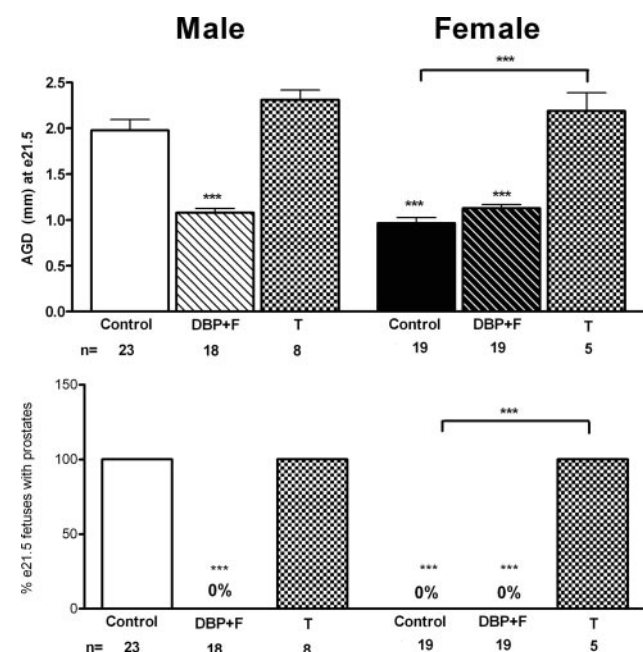 Male Female
***
2.5
2.0
1.5
1.0
0.5
0.0
AGD (mm) at e21.5
*** *** ***
Control DBP+F T Control DBP+F T
n= 23 18 8 19 19 5
150
100
50
0
% e21.5 fetuses with prostates
***
*** *** ***
0% 0% 0%
Control DBP+F T Control DBP+F T
n= 23 18 8 19 19 5